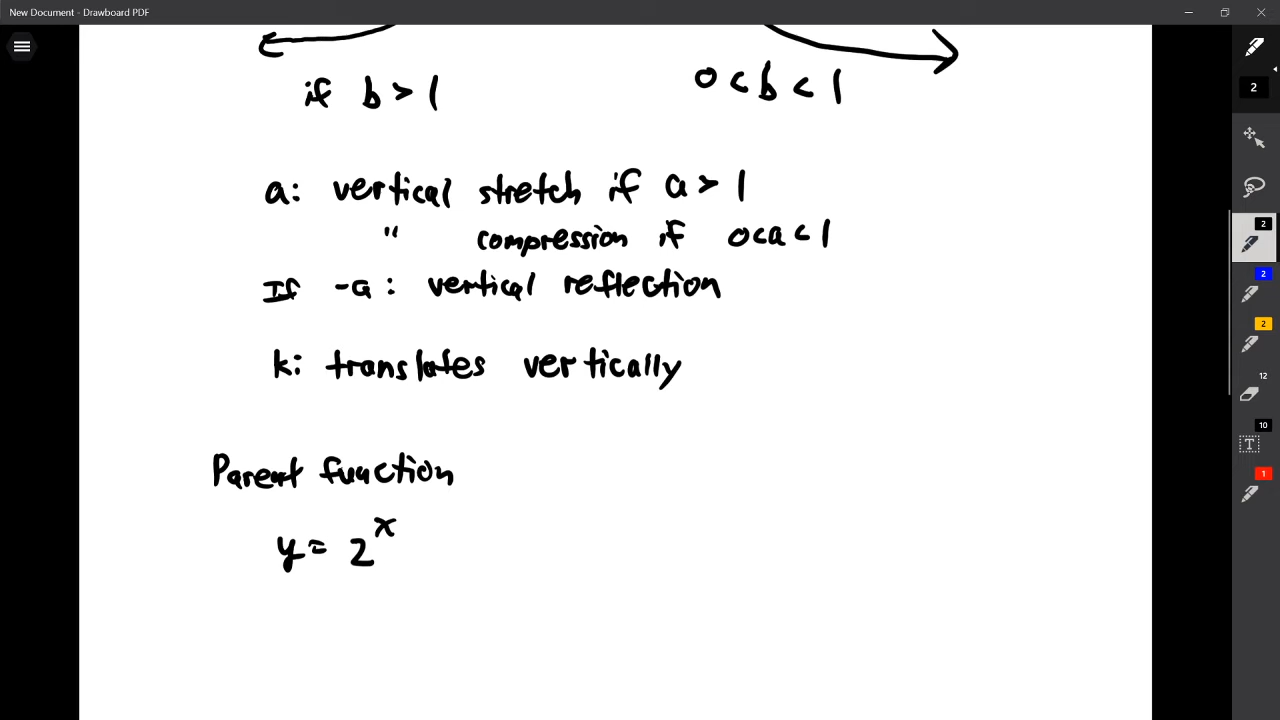 New Document - Drawboard PDF
if b > 1
0 < b < 1
2
a: vertical stretch if a > 1
" compression if 0<a<1
If -a: vertical reflection
k: translates vertically
Parent function
y = 2^x
2
2
2
12
10
1